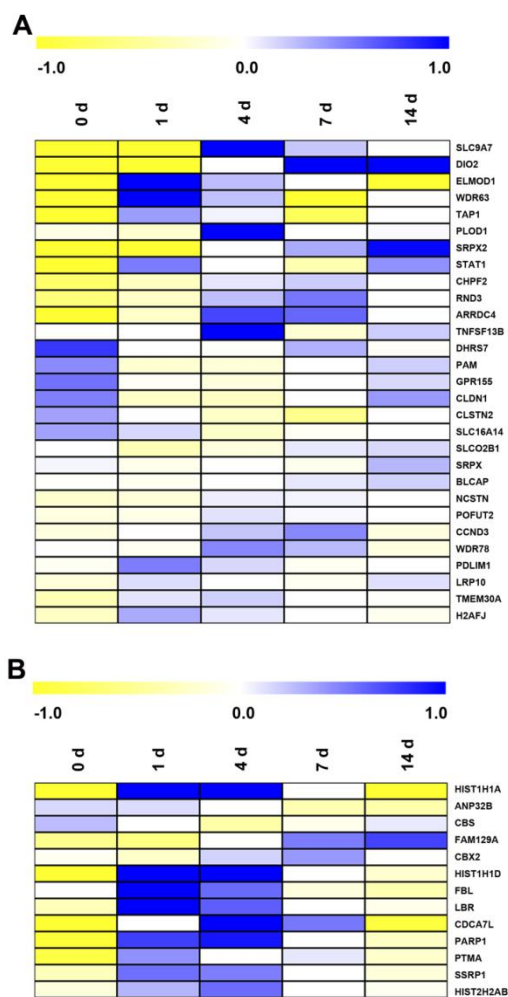 A
-1.0 0.0 1.0
0 d 1 d 4 d 7 d 14 d
SLC9A7
DIO2
ELMOD1
WDR63
TAP1
PLOD1
SRPX2
STAT1
CHPF2
RND3
ARRDC4
TNFSF13B
DHRS7
PAM
GPR155
CLDN1
CLSTN2
SLC16A14
SLCO2B1
SRPX
BLCAP
NCSTN
POFUT2
CCND3
WDR78
PDLIM1
LRP10
TMEM30A
H2AFJ
B
-1.0 0.0 1.0
0 d 1 d 4 d 7 d 14 d
HIST1H1A
ANP32B
CBS
FAM129A
CBX2
HIST1H1D
FBL
LBR
CDCA7L
PARP1
PTMA
SSRP1
HIST2H2AB